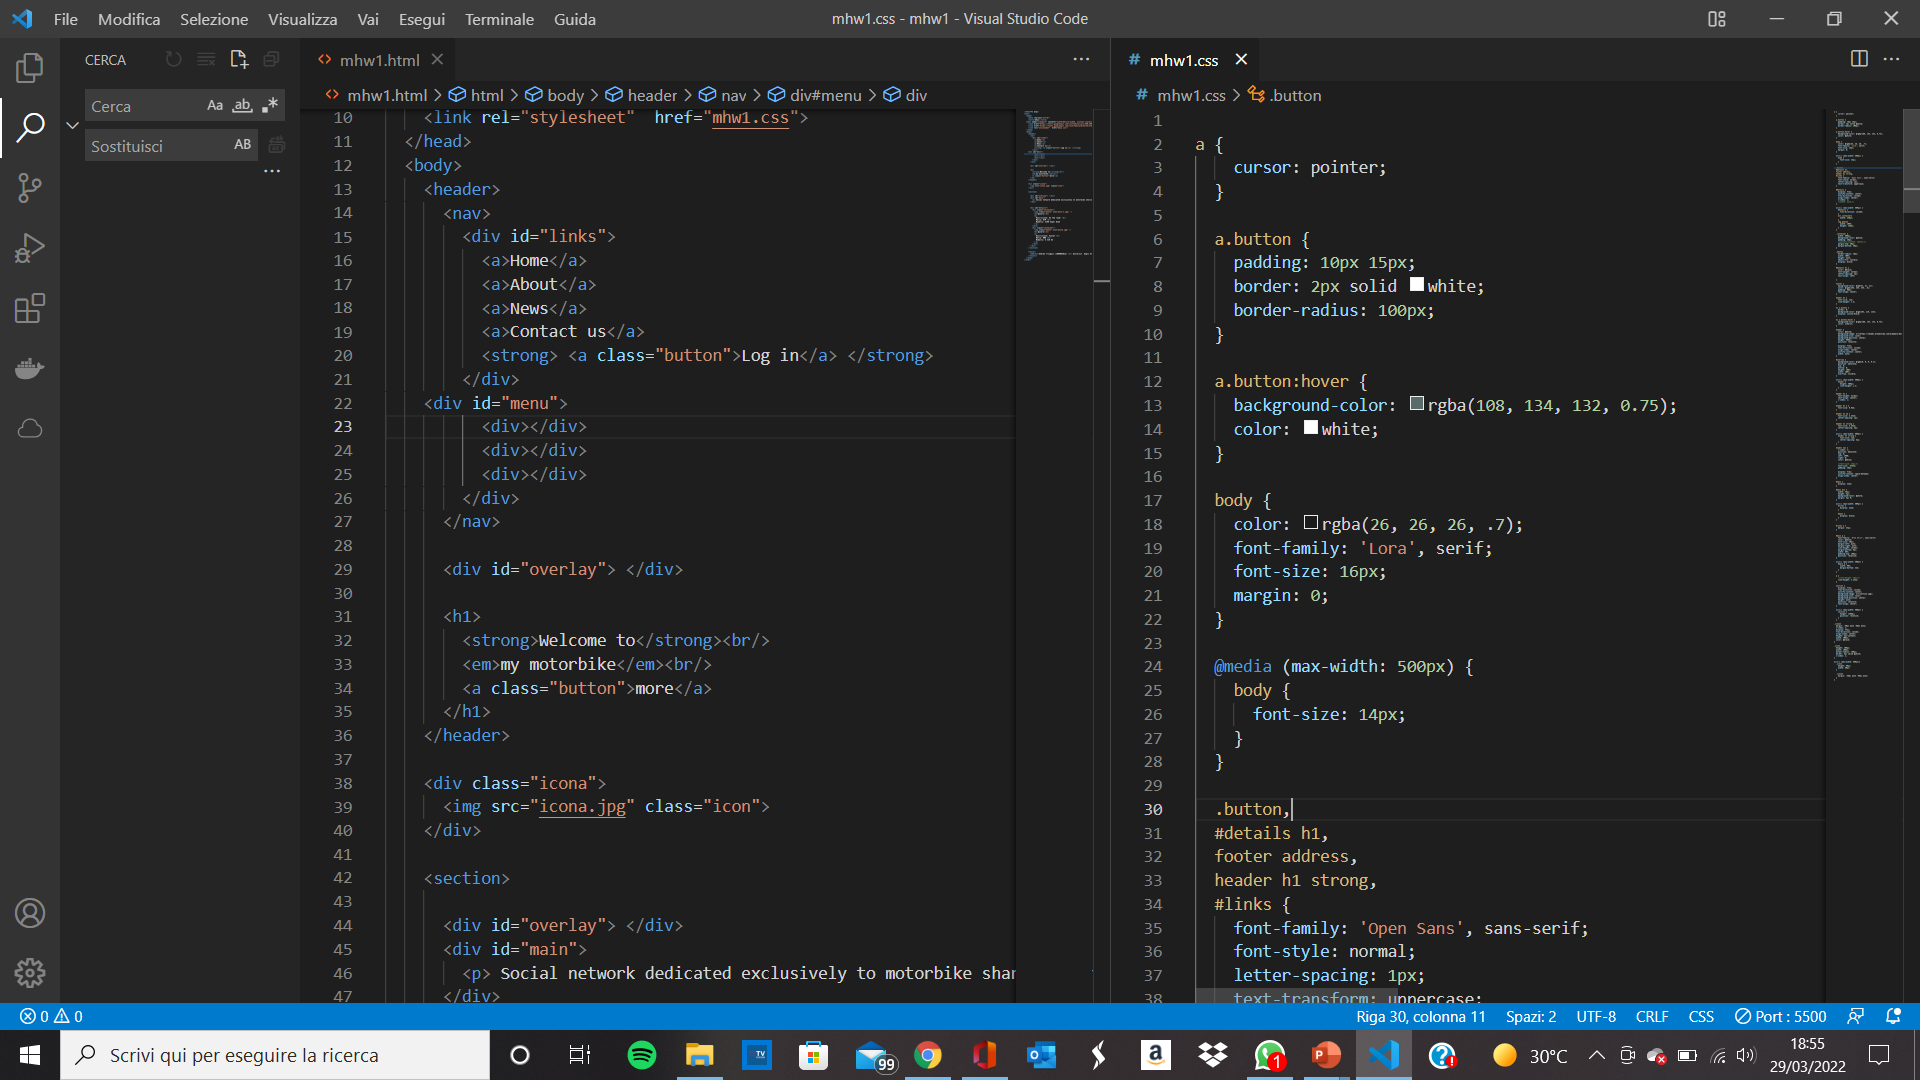 File Modifica Selezione Visualizza Vai Esegui Terminale Guida
mhw1.css - mhw1 - Visual Studio Code
CERCA
Cerca
Aa ab .*
Sostituisci
AB
mhw1.html
mhw1.html > html > body > header > nav > div#menu > div
10 <link rel="stylesheet"  href="mhw1.css">
11 </head>
12 <body>
13 <header>
14 <nav>
15 <div id="links">
16 <a>Home</a>
17 <a>About</a>
18 <a>News</a>
19 <a>Contact us</a>
20 <strong> <a class="button">Log in</a> </strong>
21 </div>
22 <div id="menu">
23 <div></div>
24 <div></div>
25 <div></div>
26 </div>
27 </nav>
28
29 <div id="overlay"> </div>
30
31 <h1>
32 <strong>Welcome to</strong><br/>
33 <em>my motorbike</em><br/>
34 <a class="button">more</a>
35 </h1>
36 </header>
37
38 <div class="icona">
39 <img src="icona.jpg" class="icon">
40 </div>
41
42 <section>
43
44 <div id="overlay"> </div>
45 <div id="main">
46 <p> Social network dedicated exclusively to motorbike shar
47 </div>
# mhw1.css
# mhw1.css > .button
1
2 a {
3 cursor: pointer;
4 }
5
6 a.button {
7 padding: 10px 15px;
8 border: 2px solid white;
9 border-radius: 100px;
10 }
11
12 a.button:hover {
13 background-color: rgba(108, 134, 132, 0.75);
14 color: white;
15 }
16
17 body {
18 color: rgba(26, 26, 26, .7);
19 font-family: 'Lora', serif;
20 font-size: 16px;
21 margin: 0;
22 }
23
24 @media (max-width: 500px) {
25 body {
26 font-size: 14px;
27 }
28 }
29
30 .button,
31 #details h1,
32 footer address,
33 header h1 strong,
34 #links {
35 font-family: 'Open Sans', sans-serif;
36 font-style: normal;
37 letter-spacing: 1px;
38 text-transform: uppercase;
0 0
Riga 30, colonna 11 Spazi: 2 UTF-8 CRLF CSS Port : 5500
Scrivi qui per eseguire la ricerca
TV
99
a
1
30°C
18:55
29/03/2022